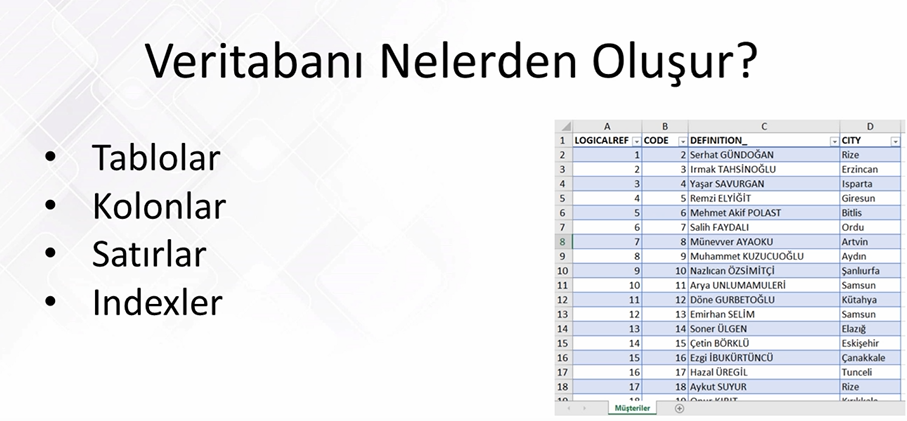 Veritabanı Nelerden Oluşur?
• Tablolar
• Kolonlar
• Satırlar
• Indexler
A B C D
1 LOGICALREF CODE DEFINITION_ CITY
2 1 2 Serhat GÜNDOĞAN Rize
3 2 3 Irmak TAHSİNOĞLU Erzincan
4 3 4 Yaşar SAVURGAN Isparta
5 4 5 Remzi ELYİĞİT Giresun
6 5 6 Mehmet Akif POLAST Bitlis
7 6 7 Salih FAYDALI Ordu
8 7 8 Münevver AYAOKU Artvin
9 8 9 Muhammet KUZUCUOĞLU Aydın
10 9 10 Nazlıcan ÖZSİMİTÇİ Şanlıurfa
11 10 11 Arya UNLUMAMULERİ Samsun
12 11 12 Döne GURBETOĞLU Kütahya
13 12 13 Emirhan SELİM Samsun
14 13 14 Soner ÜLGEN Elazığ
15 14 15 Çetin BÖRKLÜ Eskişehir
16 15 16 Ezgi İBUKÜRTÜNCÜ Çanakkale
17 16 17 Hazal ÜREGİL Tunceli
18 17 18 Aykut SUYUR Rize
Müşteriler